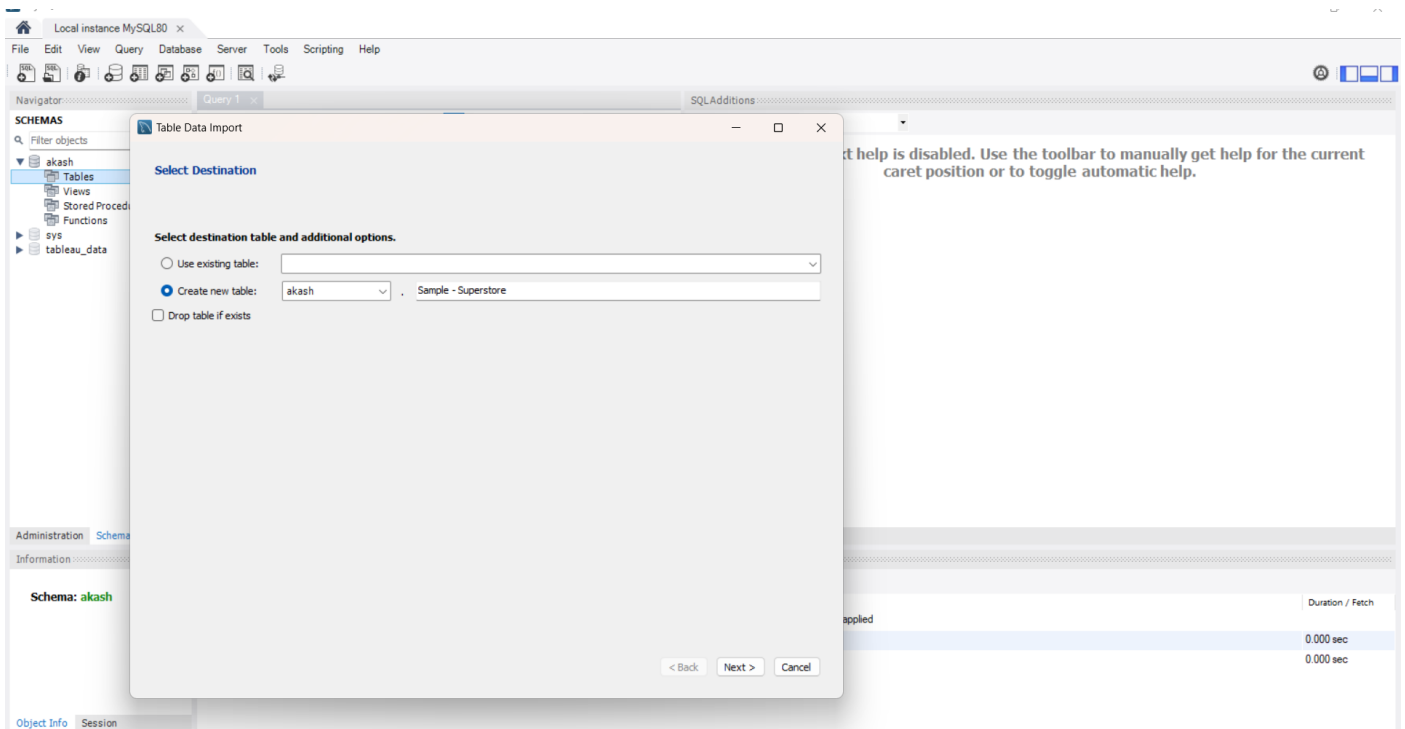 Local instance MySQL80 ×
File Edit View Query Database Server Tools Scripting Help
Navigator
Query 1 ×
SQLAdditions
SCHEMAS
Filter objects
akash
Tables
Views
Stored Procedu
Functions
sys
tableau_data
Table Data Import
Select Destination
Select destination table and additional options.
Use existing table:
Create new table: akash . Sample - Superstore
Drop table if exists
< Back Next > Cancel
xt help is disabled. Use the toolbar to manually get help for the current
caret position or to toggle automatic help.
Administration Schema
Information
Schema: akash
Duration / Fetch
applied
0.000 sec
0.000 sec
Object Info Session